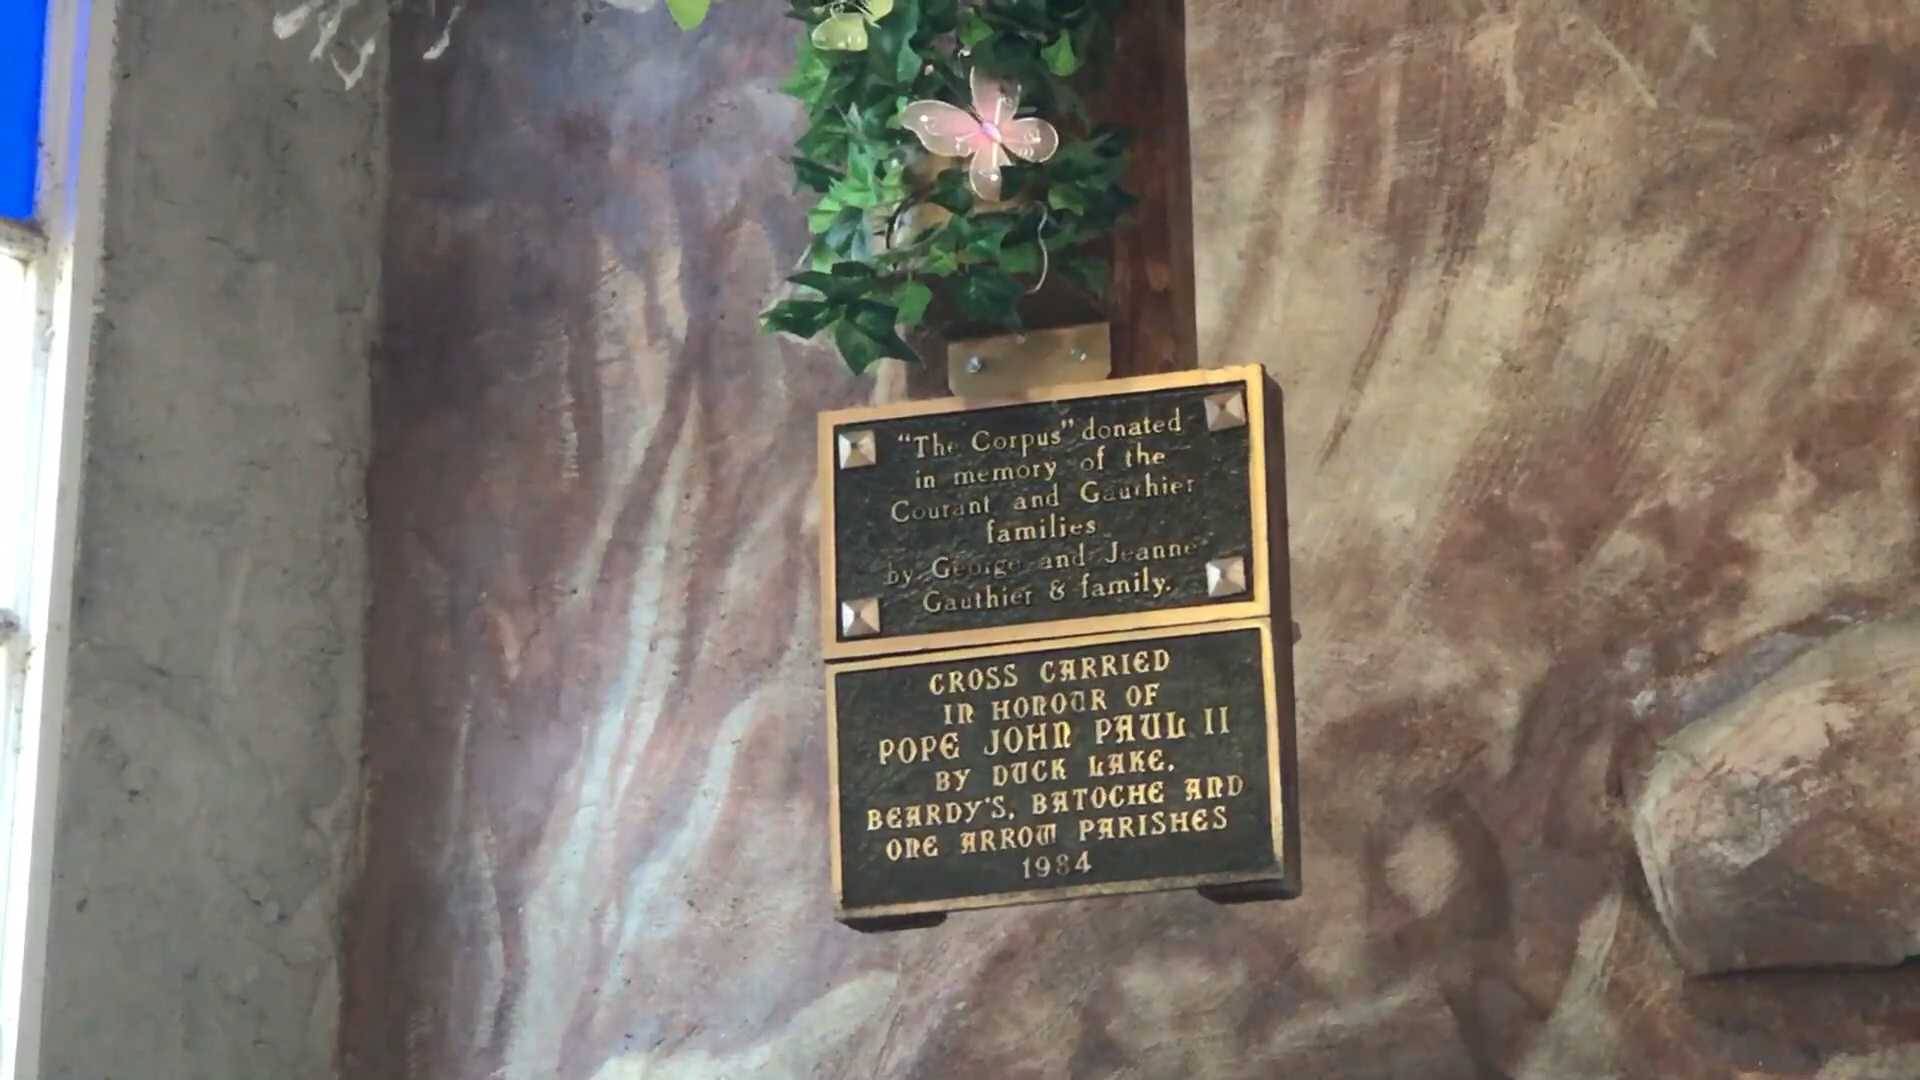 "The Corpus" donated
in memory of the
Courant and Gauthier
families
by George and Jeanne
Gauthier & family.
CROSS CARRIED
IN HONOUR OF
POPE JOHN PAUL II
BY DUCK LAKE,
BEARDY'S, BATOCHE AND
ONE ARROW PARISHES
1984